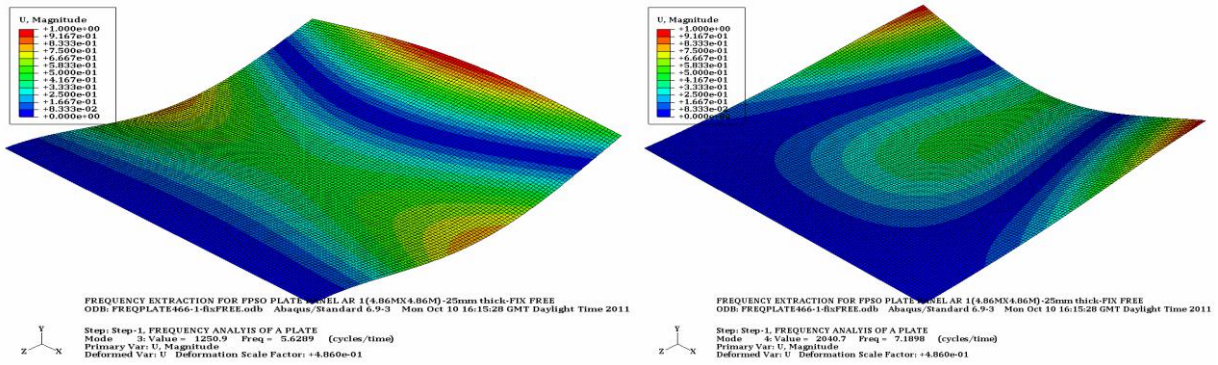 U, Magnitude
+1.000e+00
+9.167e-01
+8.333e-01
+7.500e-01
+6.667e-01
+5.833e-01
+5.000e-01
+4.167e-01
+3.333e-01
+2.500e-01
+1.667e-01
+8.333e-02
+0.000e+00
FREQUENCY EXTRACTION FOR FPSO PLATE PANEL AR 1(4.86MX4.86M)-25mm thick-FIX FREE
ODB: FREQPLATE466-1-fixFREE.odb Abaqus/Standard 6.9-3 Mon Oct 10 16:15:28 GMT Daylight Time 2011
Y
Z X
Step: Step-1, FREQUENCY ANALYIS OF A PLATE
Mode 3: Value = 1250.9 Freq = 5.6289 (cycles/time)
Primary Var: U, Magnitude
Deformed Var: U Deformation Scale Factor: +4.860e-01
U, Magnitude
+1.000e+00
+9.167e-01
+8.333e-01
+7.500e-01
+6.667e-01
+5.833e-01
+5.000e-01
+4.167e-01
+3.333e-01
+2.500e-01
+1.667e-01
+8.333e-02
+0.000e+00
FREQUENCY EXTRACTION FOR FPSO PLATE PANEL AR 1(4.86MX4.86M)-25mm thick-FIX FREE
ODB: FREQPLATE466-1-fixFREE.odb Abaqus/Standard 6.9-3 Mon Oct 10 16:15:28 GMT Daylight Time 2011
Y
Z X
Step: Step-1, FREQUENCY ANALYIS OF A PLATE
Mode 4: Value = 2040.7 Freq = 7.1898 (cycles/time)
Primary Var: U, Magnitude
Deformed Var: U Deformation Scale Factor: +4.860e-01